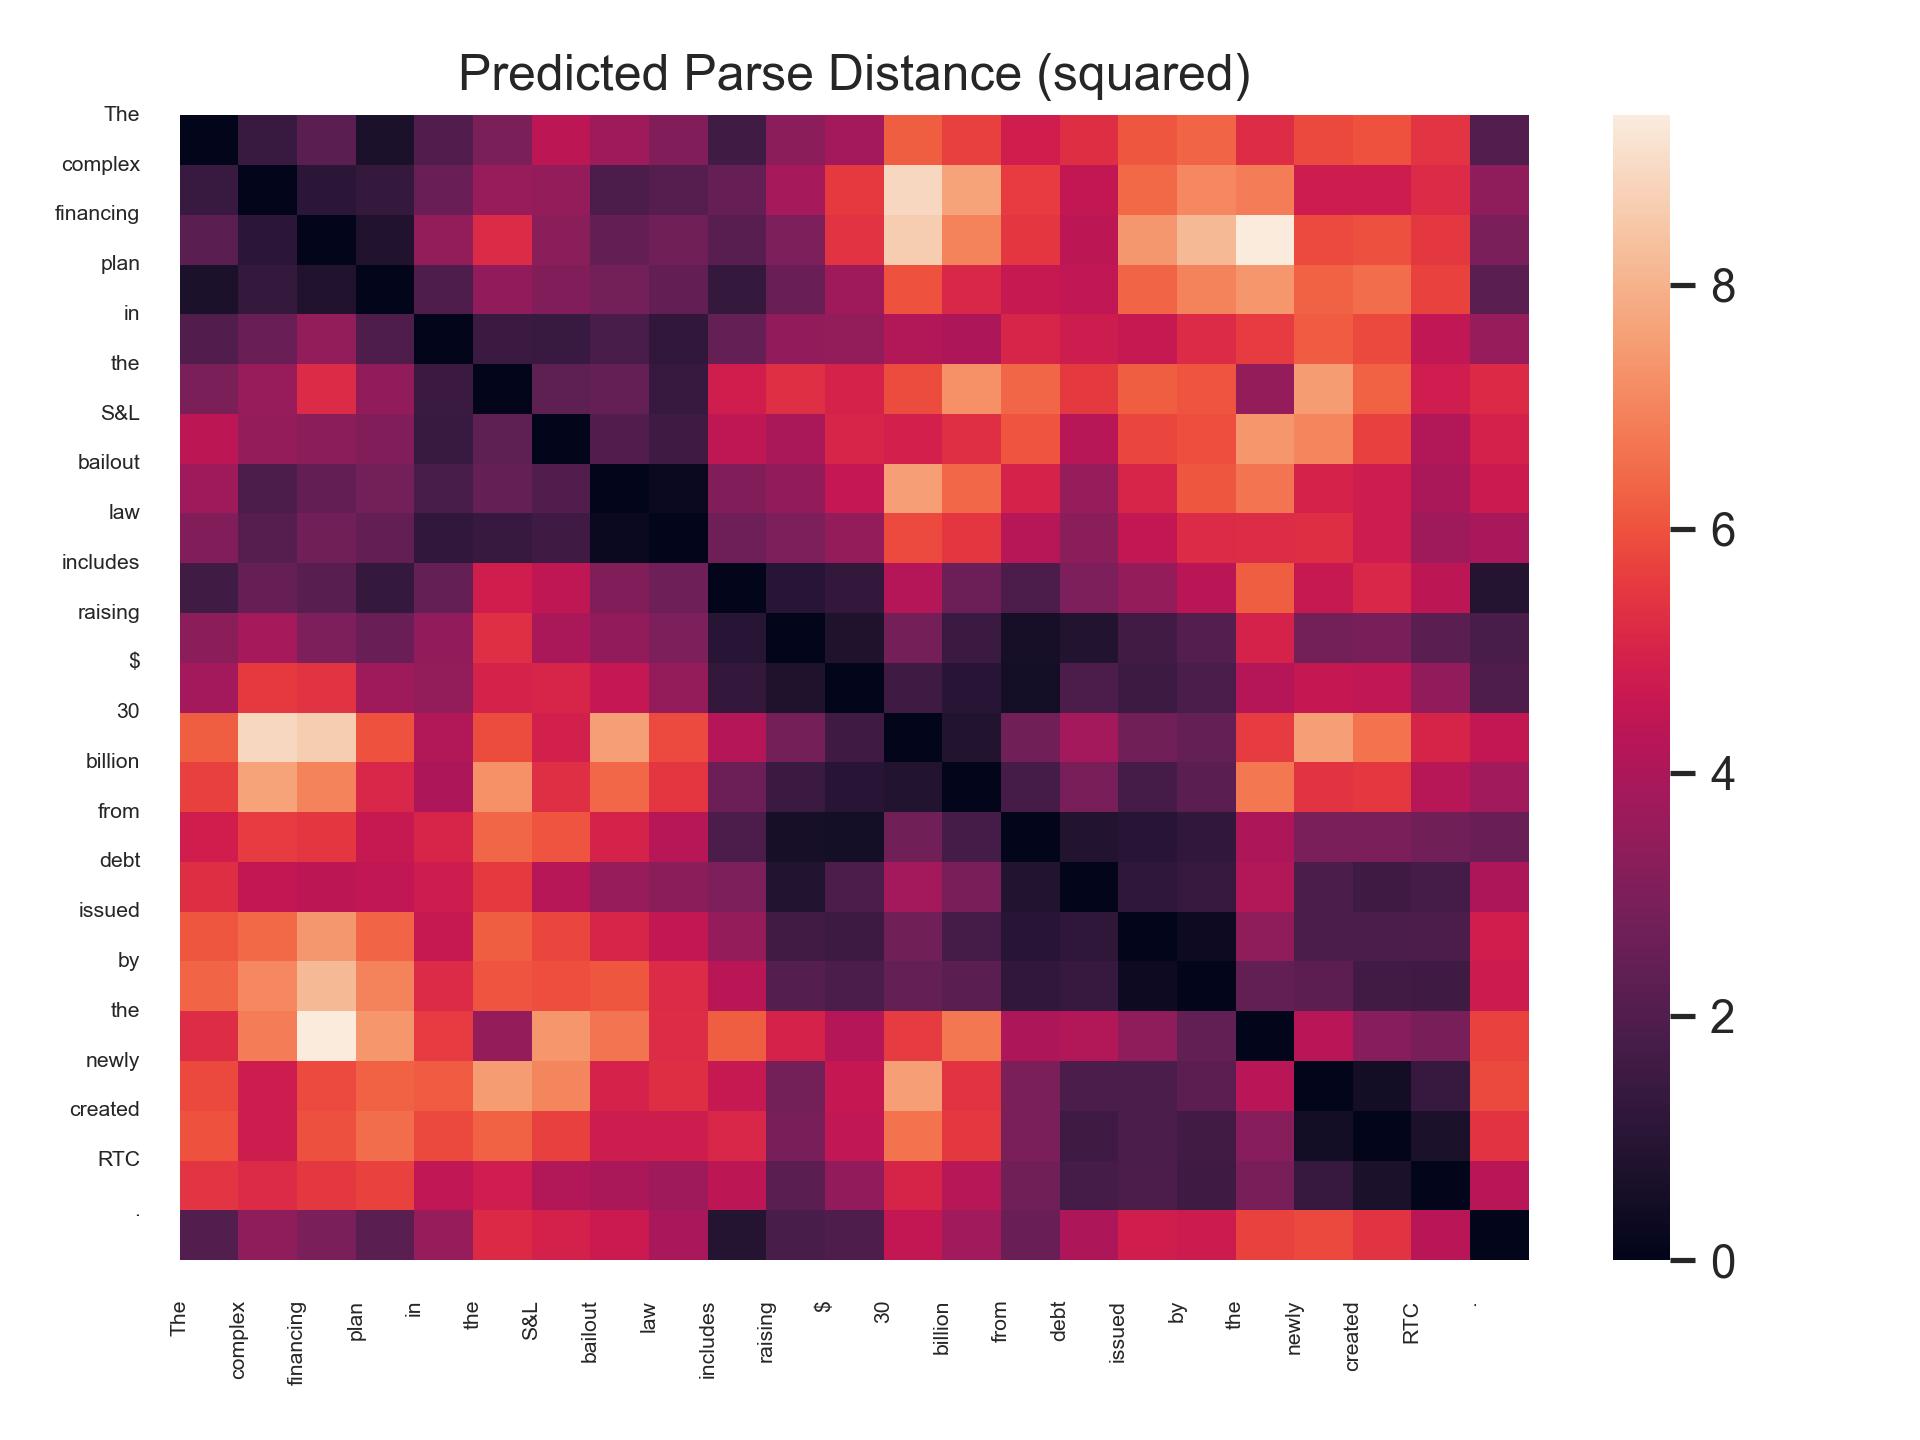 Predicted Parse Distance (squared)
The
complex
financing
plan
in
the
S&L
bailout
law
includes
raising
$
30
billion
from
debt
issued
by
the
newly
created
RTC
.
8
6
4
2
0
The complex financing plan in the S&L bailout law includes raising $ 30 billion from debt issued by the newly created RTC .